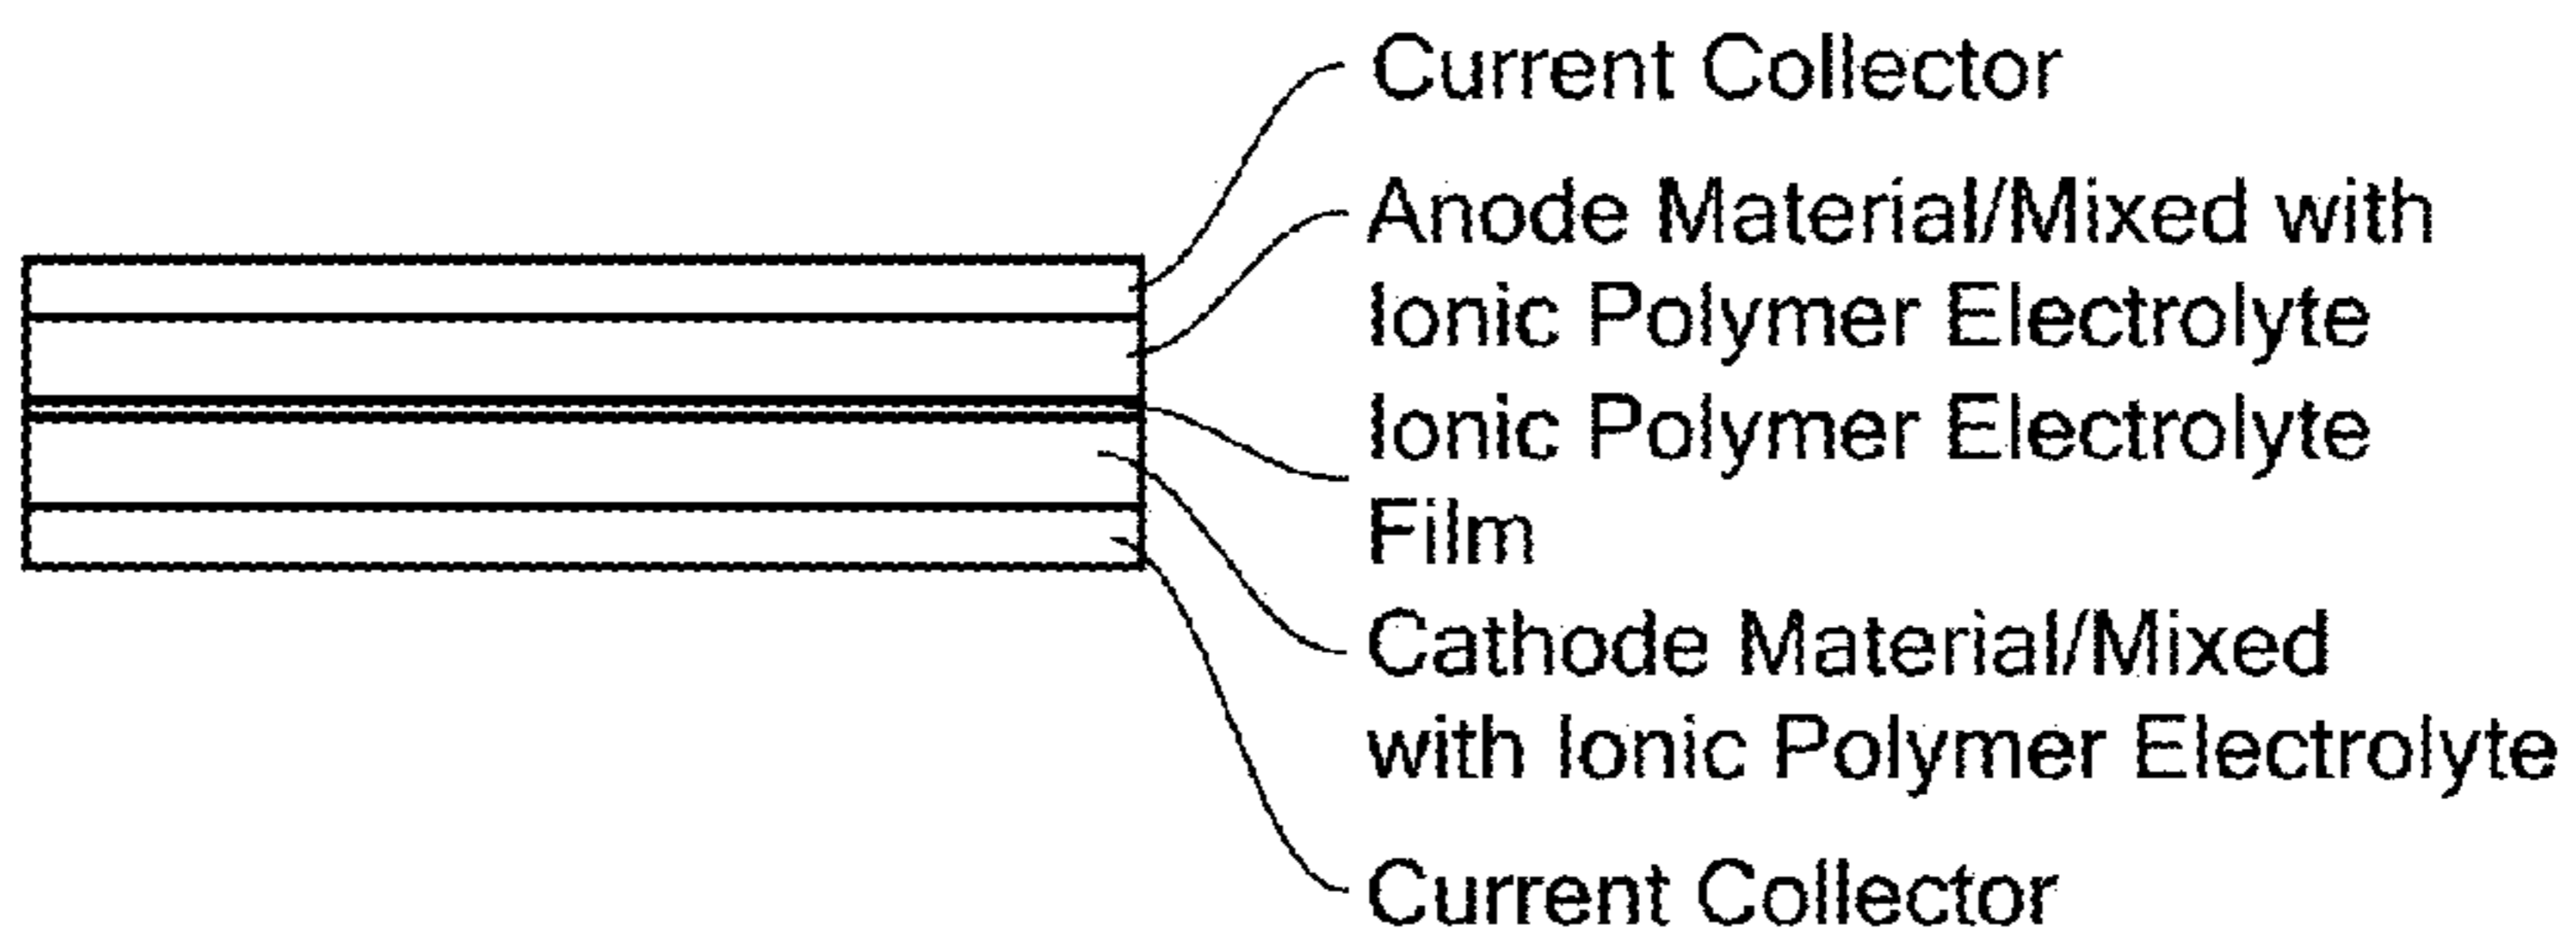 Current Collector
Anode Material/Mixed with
Ionic Polymer Electrolyte
Ionic Polymer Electrolyte
Film
Cathode Material/Mixed
with Ionic Polymer Electrolyte
Current Collector